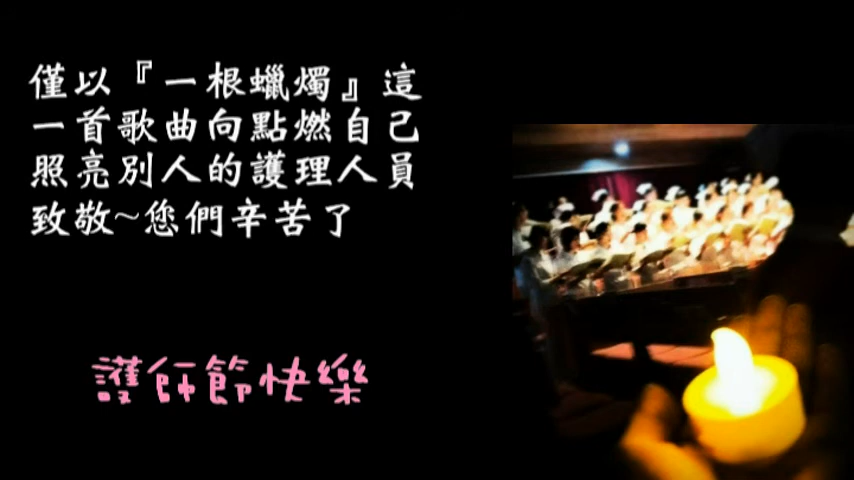 僅以『一根蠟燭』這
一首歌曲向點燃自己
照亮別人的護理人員
致敬~您們辛苦了
護師節快樂